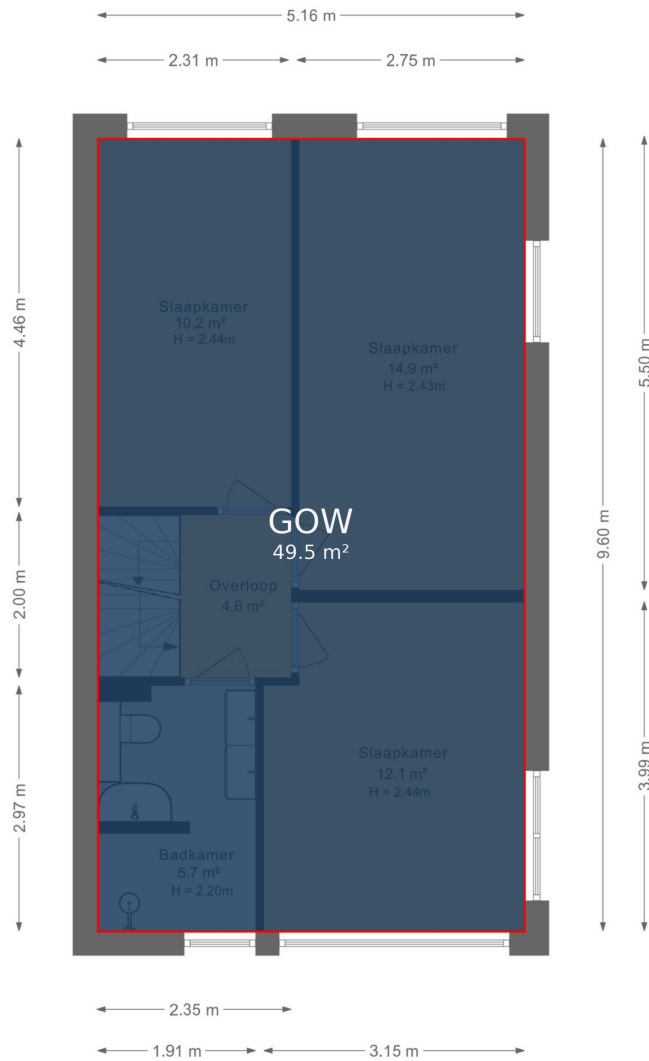 5.16 m
2.31 m
2.75 m
4.46 m
5.50 m
Slaapkamer
10.2 m²
H = 2.44m
Slaapkamer
14.9 m²
H = 2.43m
GOW
49.5 m²
9.60 m
2.00 m
Overloop
4.6 m²
Slaapkamer
12.1 m²
H = 2.44m
3.99 m
2.97 m
Badkamer
5.7 m²
H = 2.20m
2.35 m
1.91 m
3.15 m